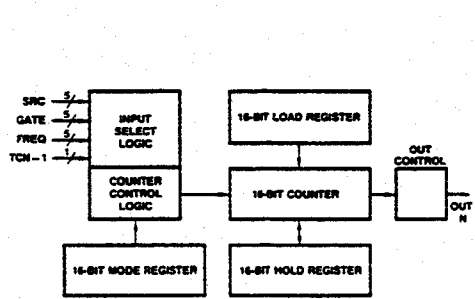 SRC 5
GATE 5
FREQ 5
TCN-1 1
INPUT
SELECT
LOGIC
COUNTER
CONTROL
LOGIC
16-BIT MODE REGISTER
16-BIT LOAD REGISTER
16-BIT COUNTER
16-BIT HOLD REGISTER
OUT
CONTROL
OUT
N